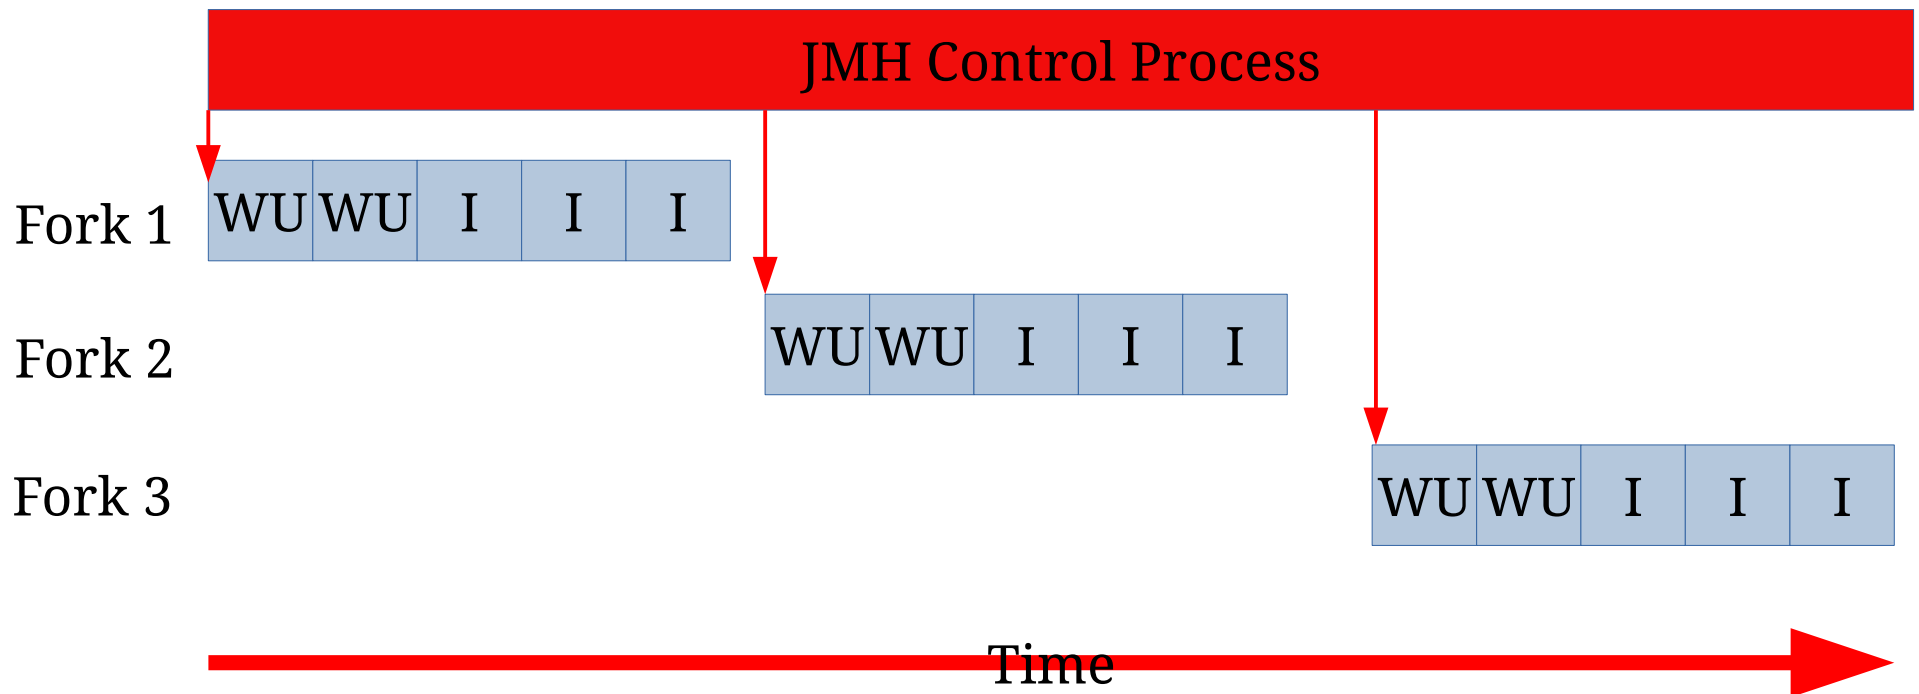 JMH Control Process
Fork 1 WU WU I I I
Fork 2 WU WU I I I
Fork 3 WU WU I I I
Time